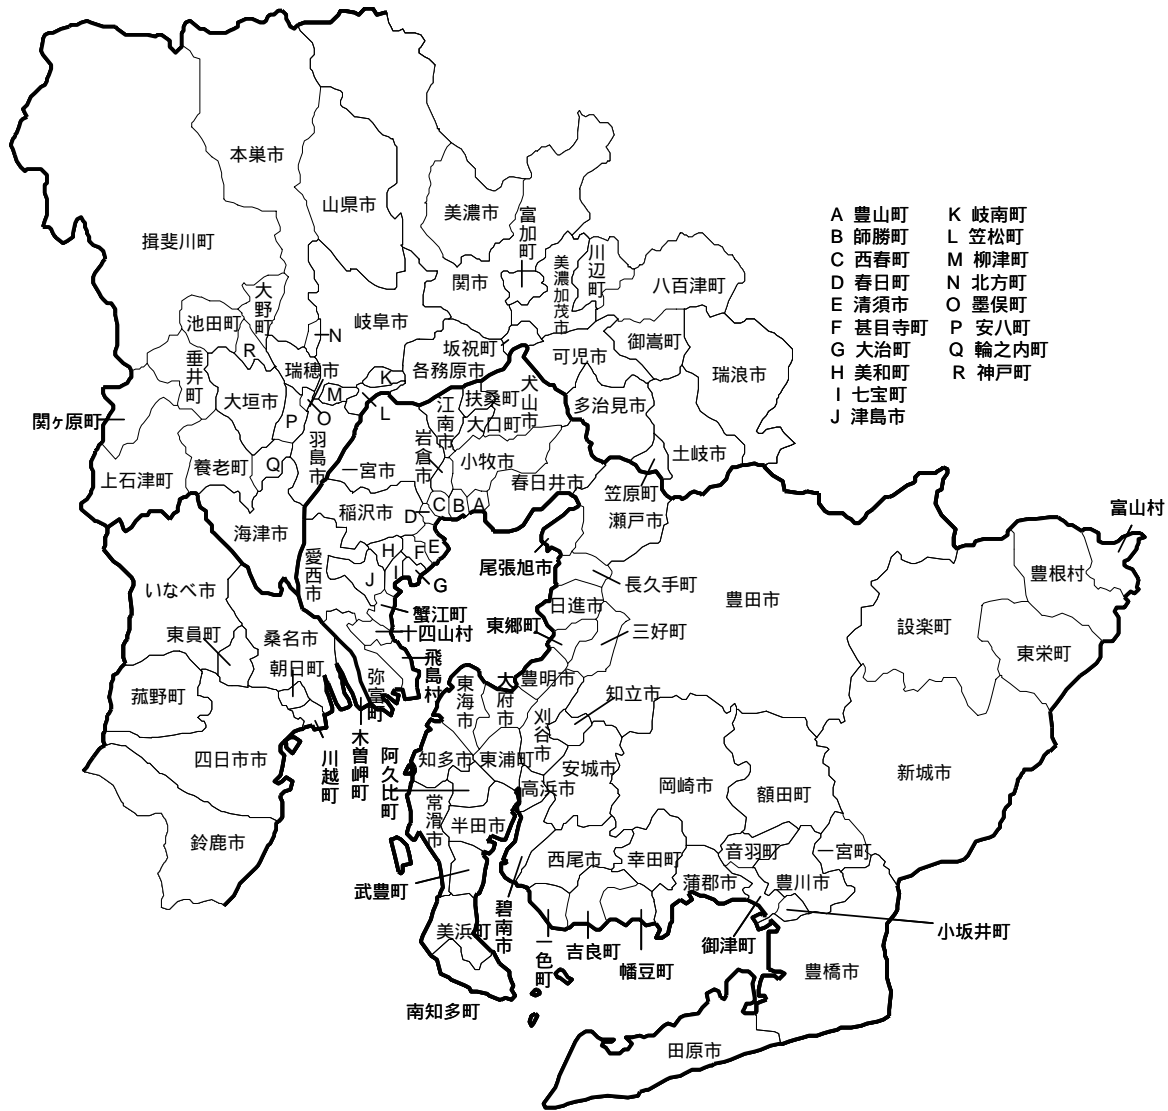 本巣市
山県市
美濃市
富加町
揖斐川町
美濃加茂市
川辺町
関市
八百津町
大野町
池田町
岐阜市
N
R
坂祝町
御嵩町
垂井町
瑞穂市
各務原市
可児市
瑞浪市
K
M
大垣市
江南市
扶桑町
犬山市
多治見市
関ヶ原町
P
O
L
大口町
羽島市
岩倉市
土岐市
養老町
Q
一宮市
小牧市
上石津町
春日井市
笠原町
海津市
稲沢市
D
C
B
A
瀬戸市
富山村
H
F
E
愛西市
尾張旭市
豊根村
いなべ市
J
I
G
長久手町
豊田市
日進市
蟹江町
設楽町
東員町
桑名市
十四山村
東郷町
三好町
東栄町
朝日町
飛島村
菰野町
弥富町
東海市
大府市
豊明市
知立市
刈谷市
四日市市
川越町
木曽岬町
阿久比町
知多市
東浦町
安城市
新城市
高浜市
岡崎市
額田町
常滑市
半田市
鈴鹿市
西尾市
幸田町
音羽町
一宮町
武豊町
蒲郡市
豊川市
碧南市
美浜町
一色町
吉良町
御津町
小坂井町
幡豆町
豊橋市
南知多町
田原市
A 豊山町
B 師勝町
C 西春町
D 春日町
E 清須市
F 甚目寺町
G 大治町
H 美和町
I 七宝町
J 津島市
K 岐南町
L 笠松町
M 柳津町
N 北方町
O 墨俣町
P 安八町
Q 輪之内町
R 神戸町